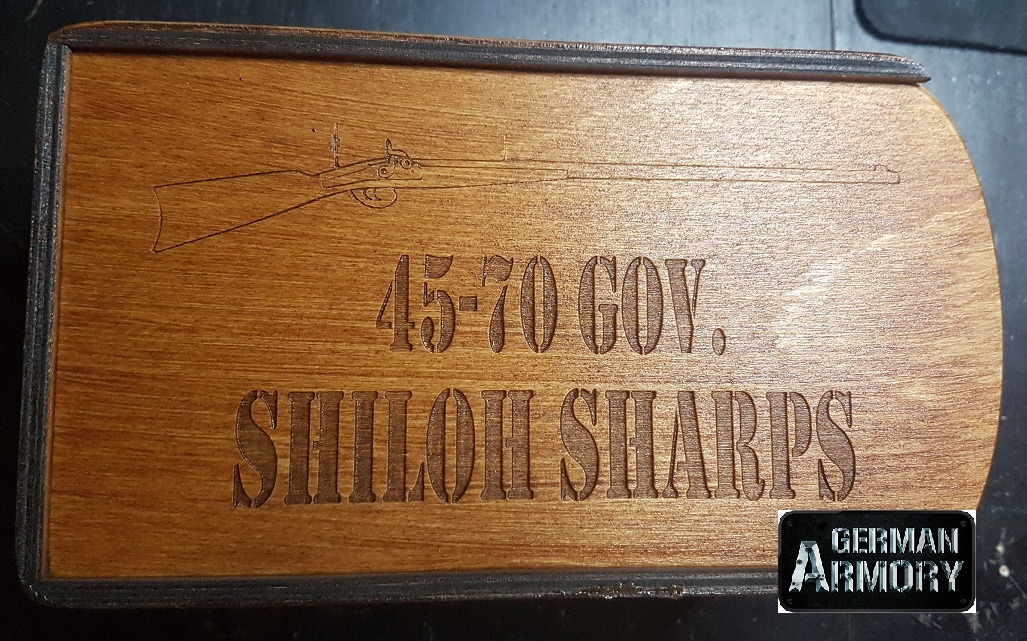 45-70 GOV.
SHILOH SHARPS
GERMAN
ARMORY